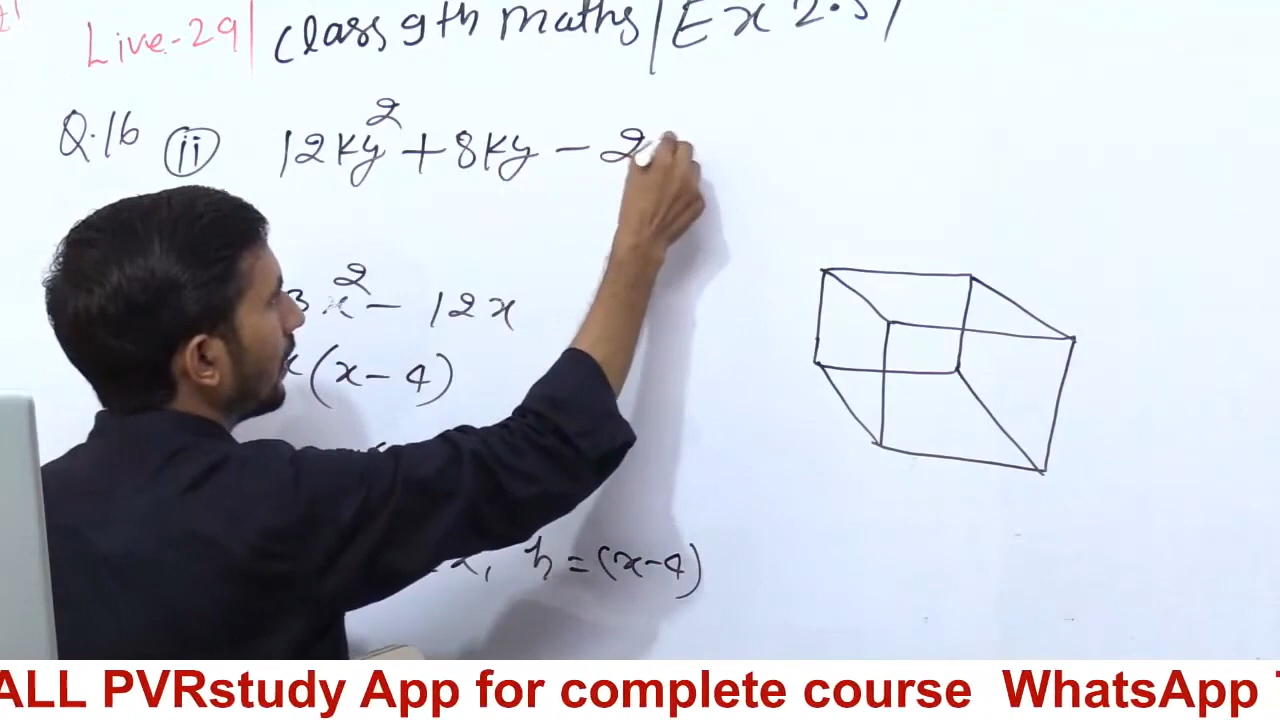 Live-29| Class 9th maths | Ex 2.5 |
Q.16 (ii) 12Ky² + 8Ky - 2
3x² - 12x
(x-4)
h = (x-4)
ALL PVRstudy App for complete course WhatsApp